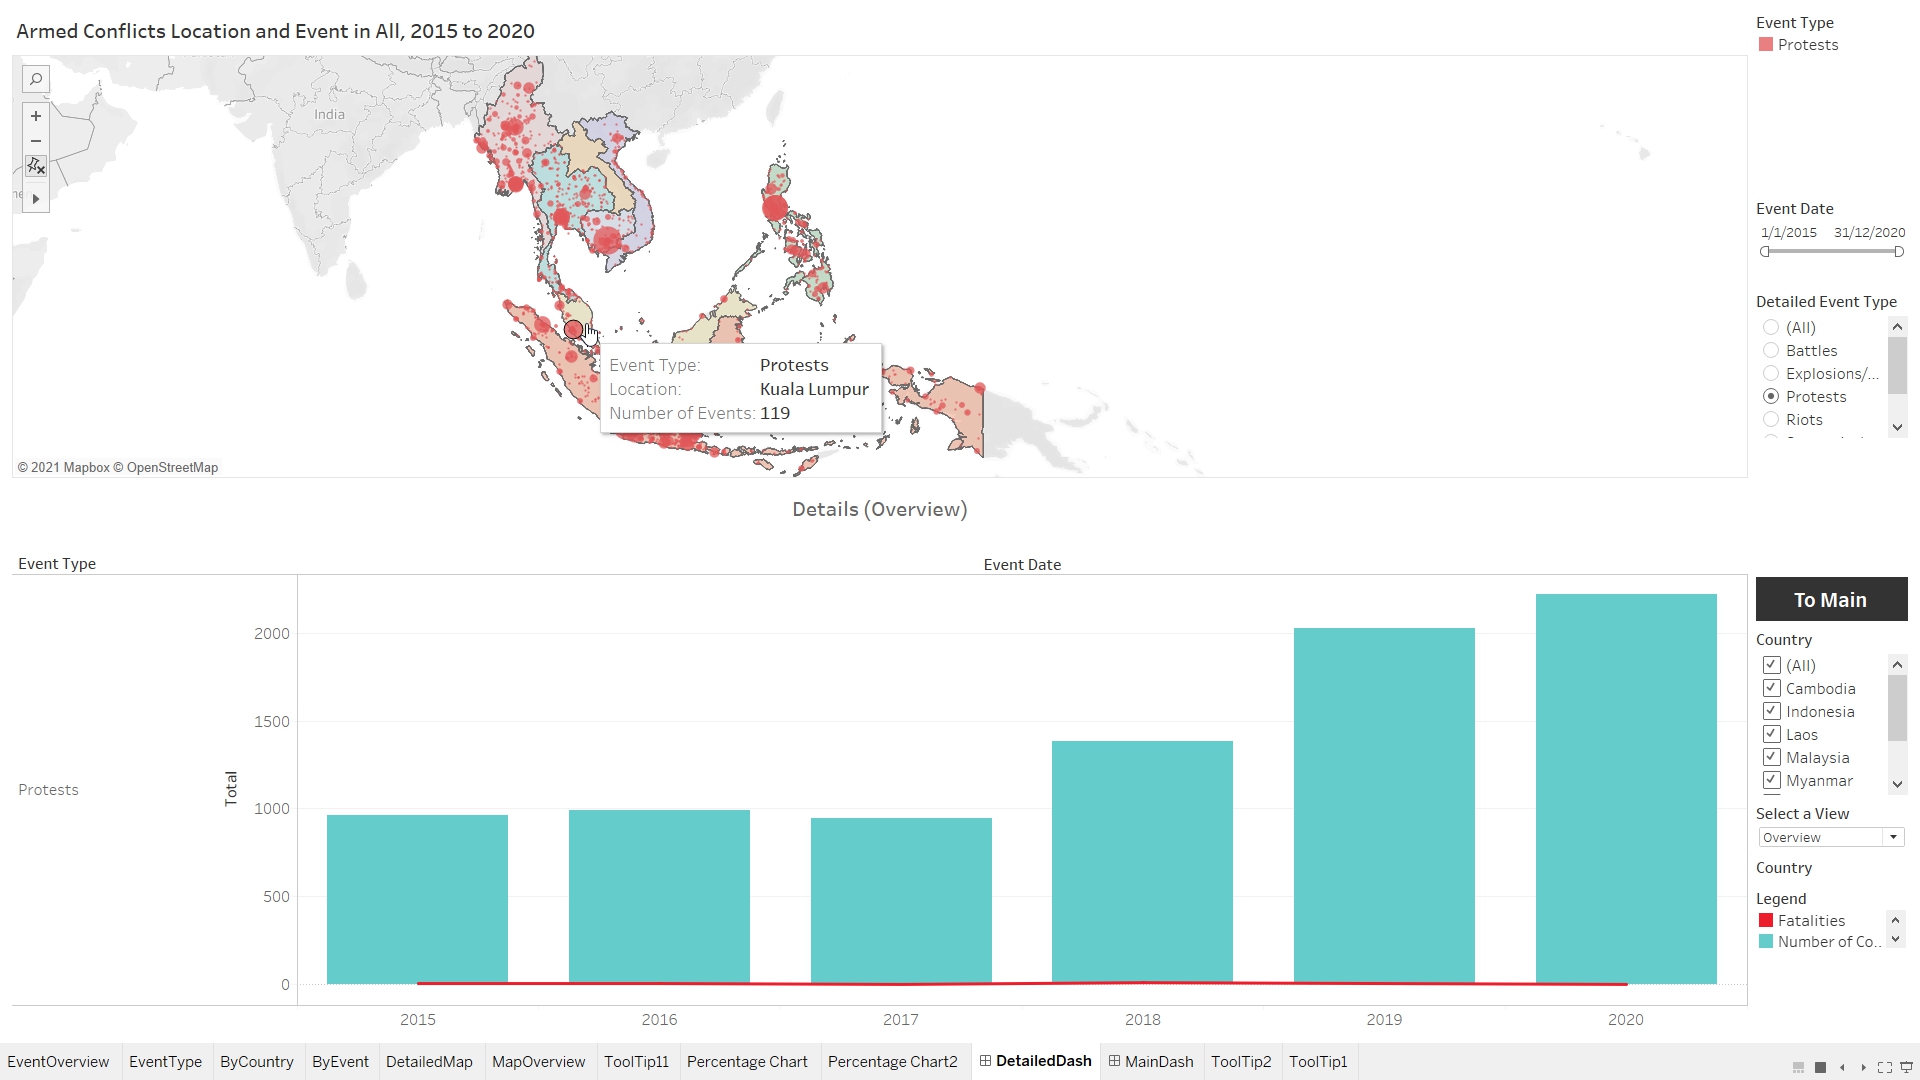 Armed Conflicts Location and Event in All, 2015 to 2020
India
Event Type: Protests
Location: Kuala Lumpur
Number of Events: 119
© 2021 Mapbox © OpenStreetMap
Event Type
Protests
Event Date
1/1/2015 31/12/2020
Detailed Event Type
(All)
Battles
Explosions/...
Protests
Riots
Details (Overview)
Event Type
Event Date
Protests
Total
2000
1500
1000
500
0
2015 2016 2017 2018 2019 2020
To Main
Country
(All)
Cambodia
Indonesia
Laos
Malaysia
Myanmar
Select a View
Overview
Country
Legend
Fatalities
Number of Co..
EventOverview EventType ByCountry ByEvent DetailedMap MapOverview ToolTip11 Percentage Chart Percentage Chart2 DetailedDash MainDash ToolTip2 ToolTip1